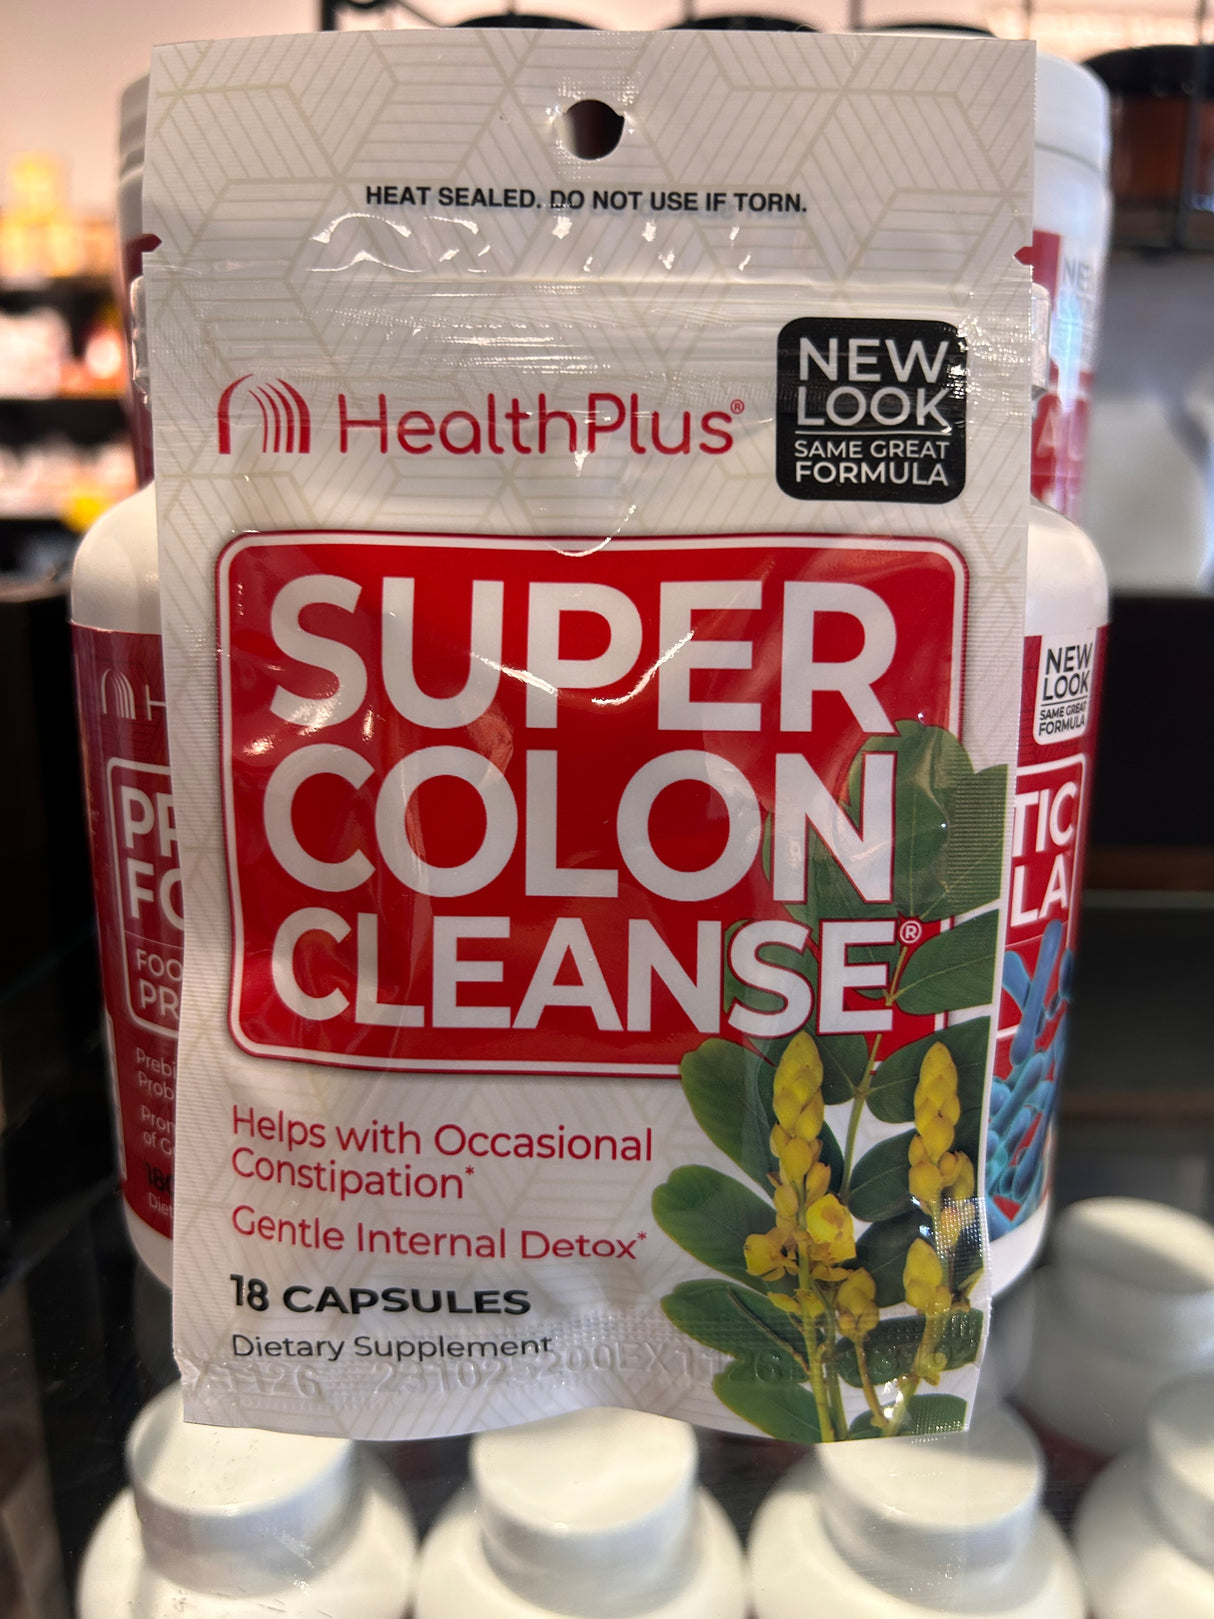 HEAT SEALED. DO NOT USE IF TORN.
HealthPlus®
NEW
LOOK
SAME GREAT
FORMULA
SUPER
COLON
CLEANSE®
Helps with Occasional
Constipation*
Gentle Internal Detox*
18 CAPSULES
Dietary Supplement
NEW
LOOK
SAME GREAT
FORMULA